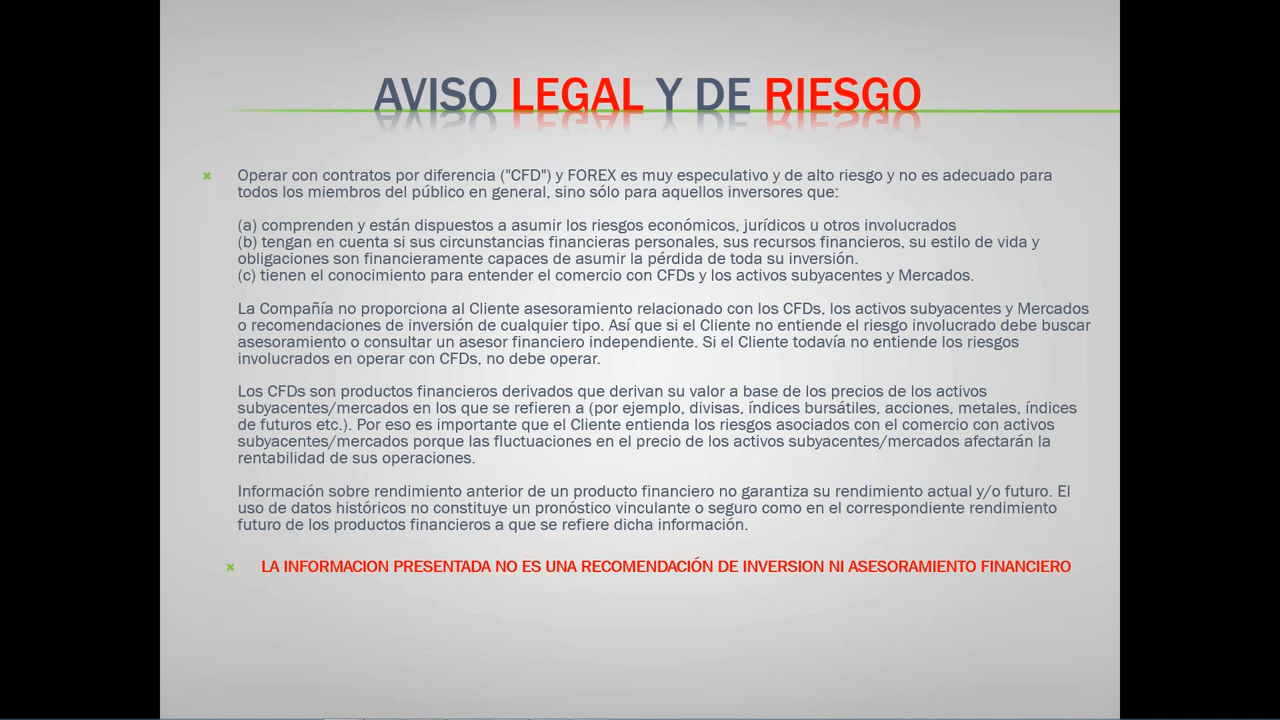 AVISO LEGAL Y DE RIESGO
Operar con contratos por diferencia ("CFD") y FOREX es muy especulativo y de alto riesgo y no es adecuado para
todos los miembros del público en general, sino sólo para aquellos inversores que:
(a) comprenden y están dispuestos a asumir los riesgos económicos, jurídicos u otros involucrados
(b) tengan en cuenta si sus circunstancias financieras personales, sus recursos financieros, su estilo de vida y
obligaciones son financieramente capaces de asumir la pérdida de toda su inversión.
(c) tienen el conocimiento para entender el comercio con CFDs y los activos subyacentes y Mercados.
La Compañía no proporciona al Cliente asesoramiento relacionado con los CFDs, los activos subyacentes y Mercados
o recomendaciones de inversión de cualquier tipo. Así que si el Cliente no entiende el riesgo involucrado debe buscar
asesoramiento o consultar un asesor financiero independiente. Si el Cliente todavía no entiende los riesgos
involucrados en operar con CFDs, no debe operar.
Los CFDs son productos financieros derivados que derivan su valor a base de los precios de los activos
subyacentes/mercados en los que se refieren a (por ejemplo, divisas, índices bursátiles, acciones, metales, índices
de futuros etc.). Por eso es importante que el Cliente entienda los riesgos asociados con el comercio con activos
subyacentes/mercados porque las fluctuaciones en el precio de los activos subyacentes/mercados afectarán la
rentabilidad de sus operaciones.
Información sobre rendimiento anterior de un producto financiero no garantiza su rendimiento actual y/o futuro. El
uso de datos históricos no constituye un pronóstico vinculante o seguro como en el correspondiente rendimiento
futuro de los productos financieros a que se refiere dicha información.
LA INFORMACION PRESENTADA NO ES UNA RECOMENDACIÓN DE INVERSION NI ASESORAMIENTO FINANCIERO